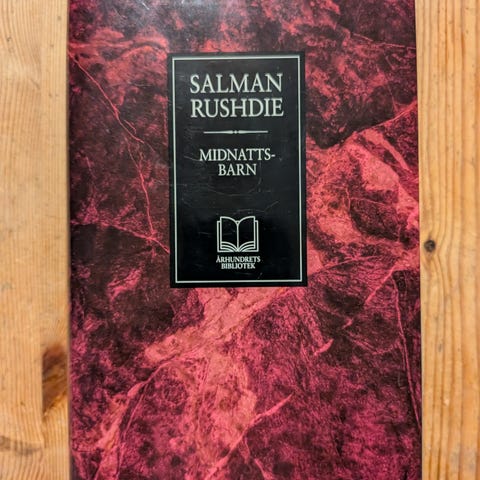 SALMAN
RUSHDIE
MIDNATTS-
BARN
ÅRHUNDRETS
BIBLIOTEK